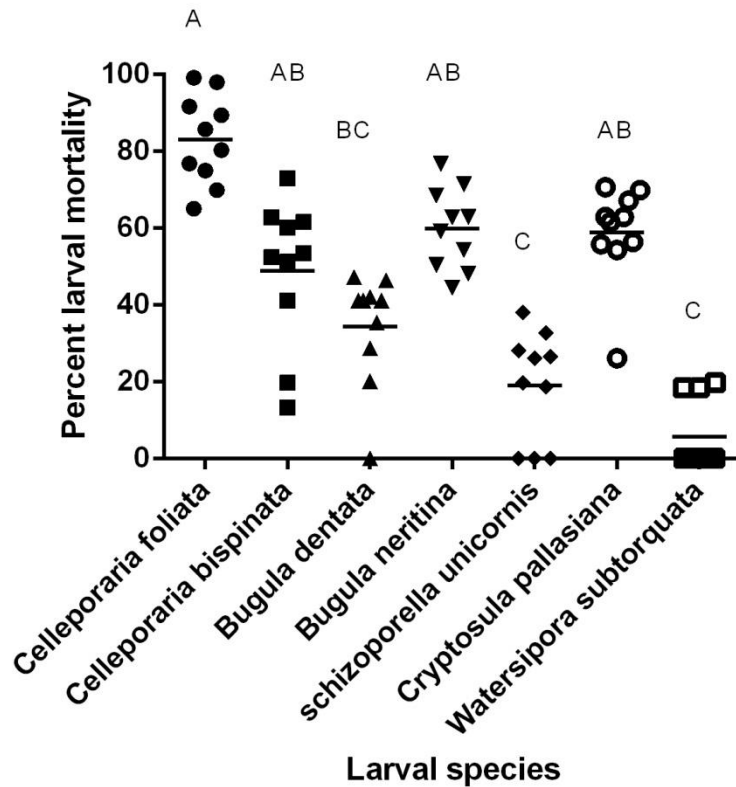 A
AB
AB
BC
AB
C
C
Percent larval mortality
100
80
60
40
20
0
Celleporaria foliata
Celleporaria bispinata
Bugula dentata
Bugula neritina
schizoporella unicornis
Cryptosula pallasiana
Watersipora subtorquata
Larval species